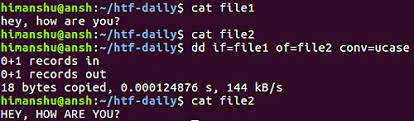 himanshu@ansh:~/htf-daily$ cat file1
hey, how are you?
himanshu@ansh:~/htf-daily$ cat file2
himanshu@ansh:~/htf-daily$ dd if=file1 of=file2 conv=ucase
0+1 records in
0+1 records out
18 bytes copied, 0.000124876 s, 144 kB/s
himanshu@ansh:~/htf-daily$ cat file2
HEY, HOW ARE YOU?